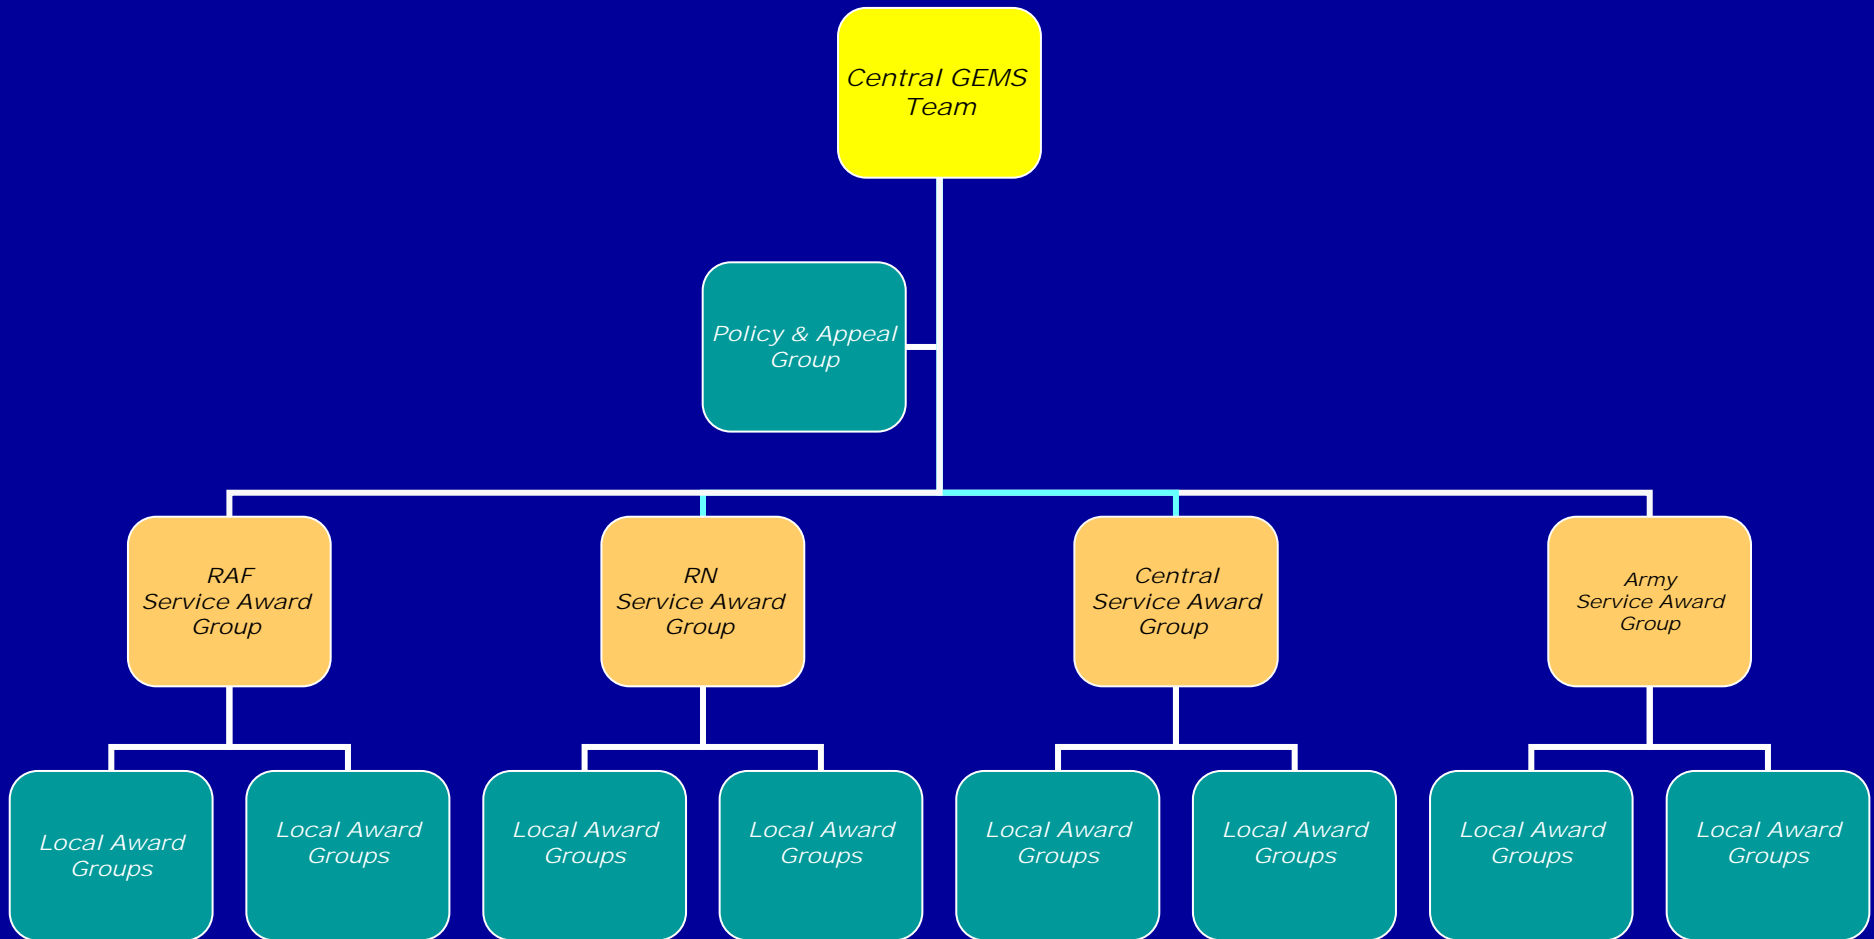 Central GEMS
Team
Policy & Appeal
Group
RAF
Service Award
Group
RN
Service Award
Group
Central
Service Award
Group
Army
Service Award
Group
Local Award
Groups
Local Award
Groups
Local Award
Groups
Local Award
Groups
Local Award
Groups
Local Award
Groups
Local Award
Groups
Local Award
Groups